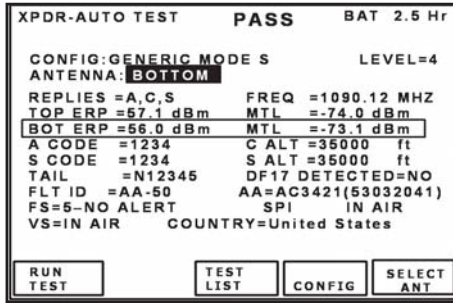 XPDR-AUTO TEST PASS BAT 2.5 Hr
CONFIG:GENERIC MODE S LEVEL=4
ANTENNA: BOTTOM
REPLIES =A,C,S FREQ =1090.12 MHZ
TOP ERP =57.1 dBm MTL =-74.0 dBm
BOT ERP =56.0 dBm MTL =-73.1 dBm
A CODE =1234 C ALT =35000 ft
S CODE =1234 S ALT =35000 ft
TAIL =N12345 DF17 DETECTED=NO
FLT ID =AA-50 AA=AC3421(53032041)
FS=5–NO ALERT SPI IN AIR
VS=IN AIR COUNTRY=United States
RUN TEST
TEST LIST
CONFIG
SELECT ANT